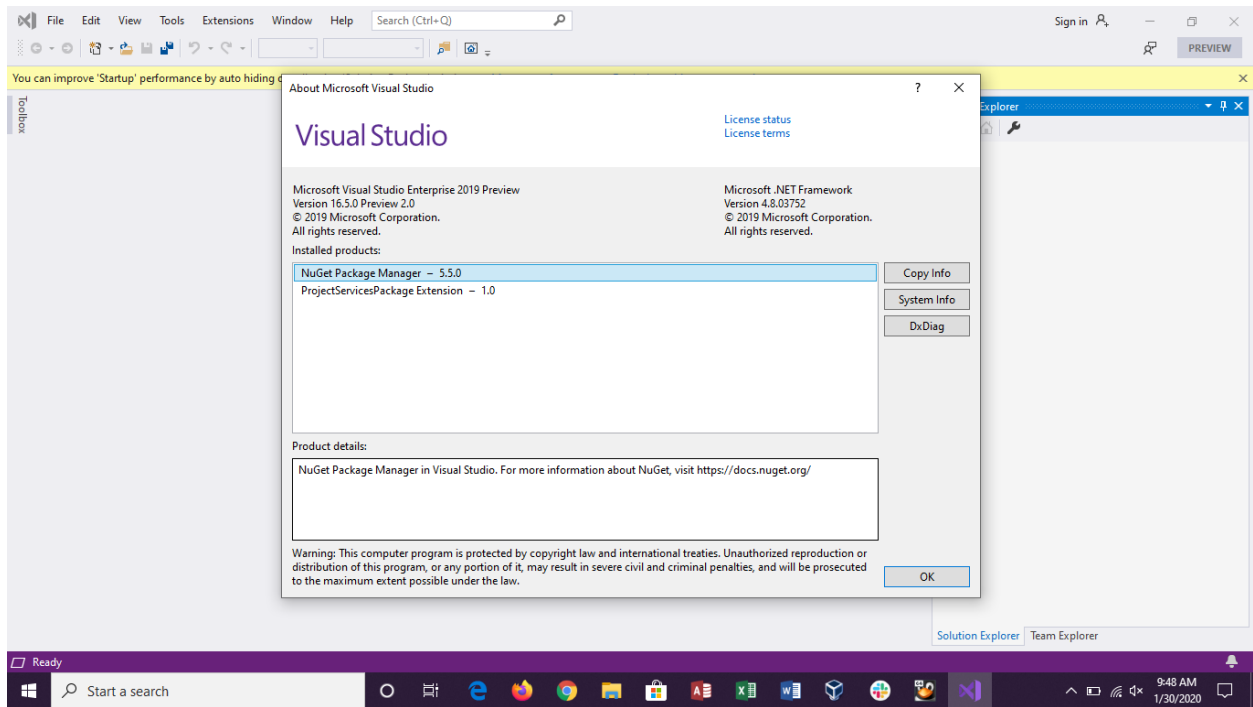 File Edit View Tools Extensions Window Help Search (Ctrl+Q) Sign in
PREVIEW
You can improve 'Startup' performance by auto hiding
Toolbox
About Microsoft Visual Studio ?
Explorer
Visual Studio
License status
License terms
Microsoft Visual Studio Enterprise 2019 Preview
Version 16.5.0 Preview 2.0
© 2019 Microsoft Corporation.
All rights reserved.
Microsoft .NET Framework
Version 4.8.03752
© 2019 Microsoft Corporation.
All rights reserved.
Installed products:
NuGet Package Manager – 5.5.0
ProjectServicesPackage Extension – 1.0
Copy Info
System Info
DxDiag
Product details:
NuGet Package Manager in Visual Studio. For more information about NuGet, visit https://docs.nuget.org/
Warning: This computer program is protected by copyright law and international treaties. Unauthorized reproduction or
distribution of this program, or any portion of it, may result in severe civil and criminal penalties, and will be prosecuted
to the maximum extent possible under the law.
OK
Solution Explorer Team Explorer
Ready
Start a search
9:48 AM
1/30/2020